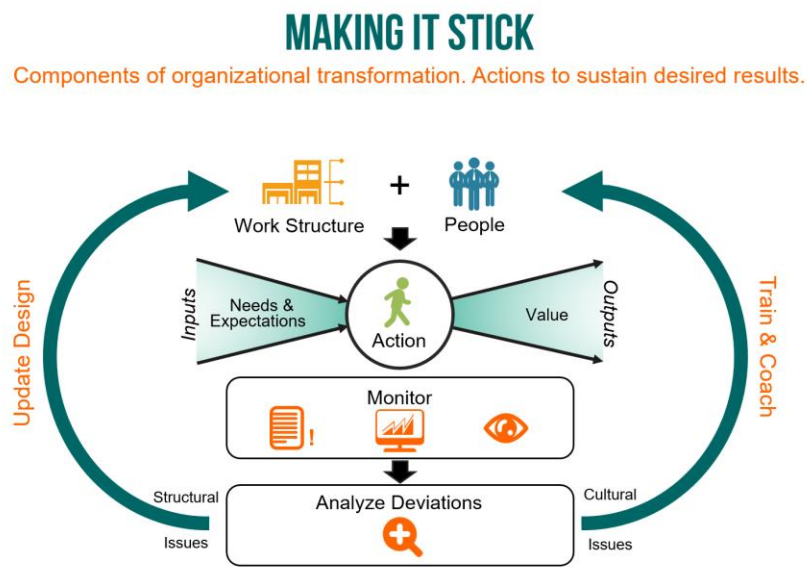 MAKING IT STICK
Components of organizational transformation. Actions to sustain desired results.
+
Work Structure
People
Update Design
Inputs
Needs &
Expectations
Action
Value
Outputs
Train & Coach
Monitor
!
Structural
Issues
Analyze Deviations
Cultural
Issues